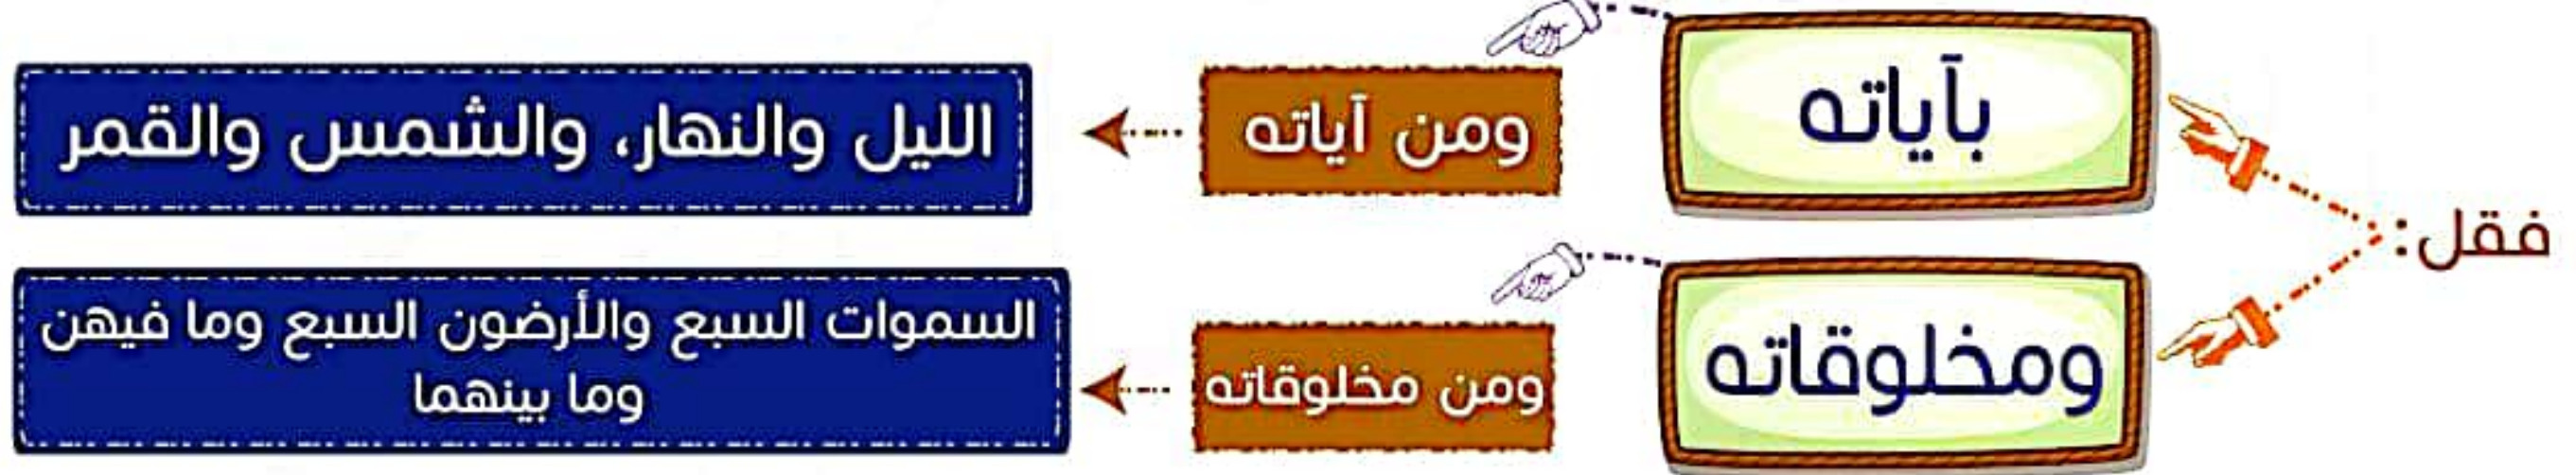 فقل:
بآياته
ومن آياته
الليل والنهار، والشمس والقمر
ومخلوقاته
ومن مخلوقاته
السموات السبع والأرضون السبع وما فيهن
وما بينهما